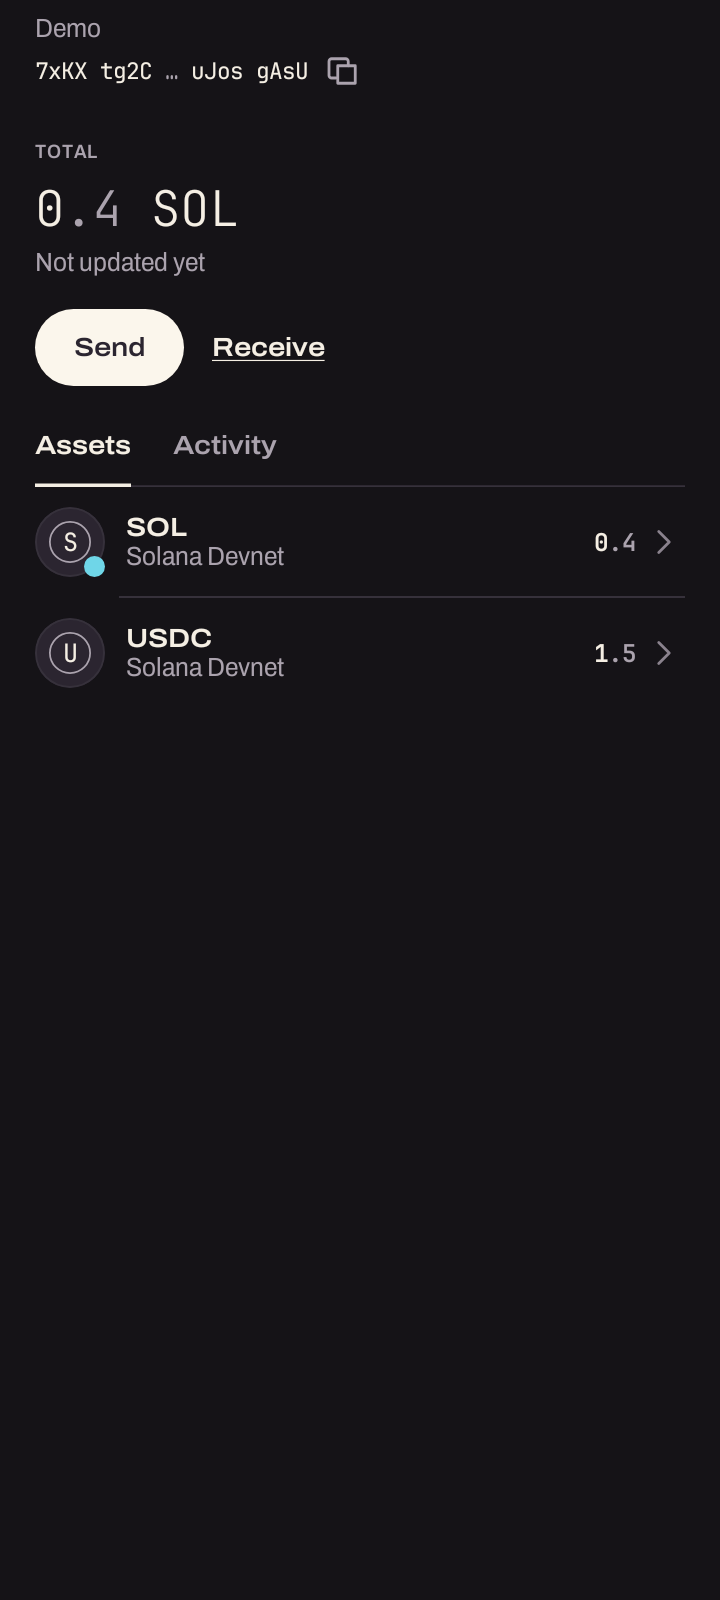 Demo
7xKX tg2C … uJos gAsU
TOTAL
0.4 SOL
Not updated yet
Send Receive
Assets Activity
S SOL
Solana Devnet
0.4
U USDC
Solana Devnet
1.5